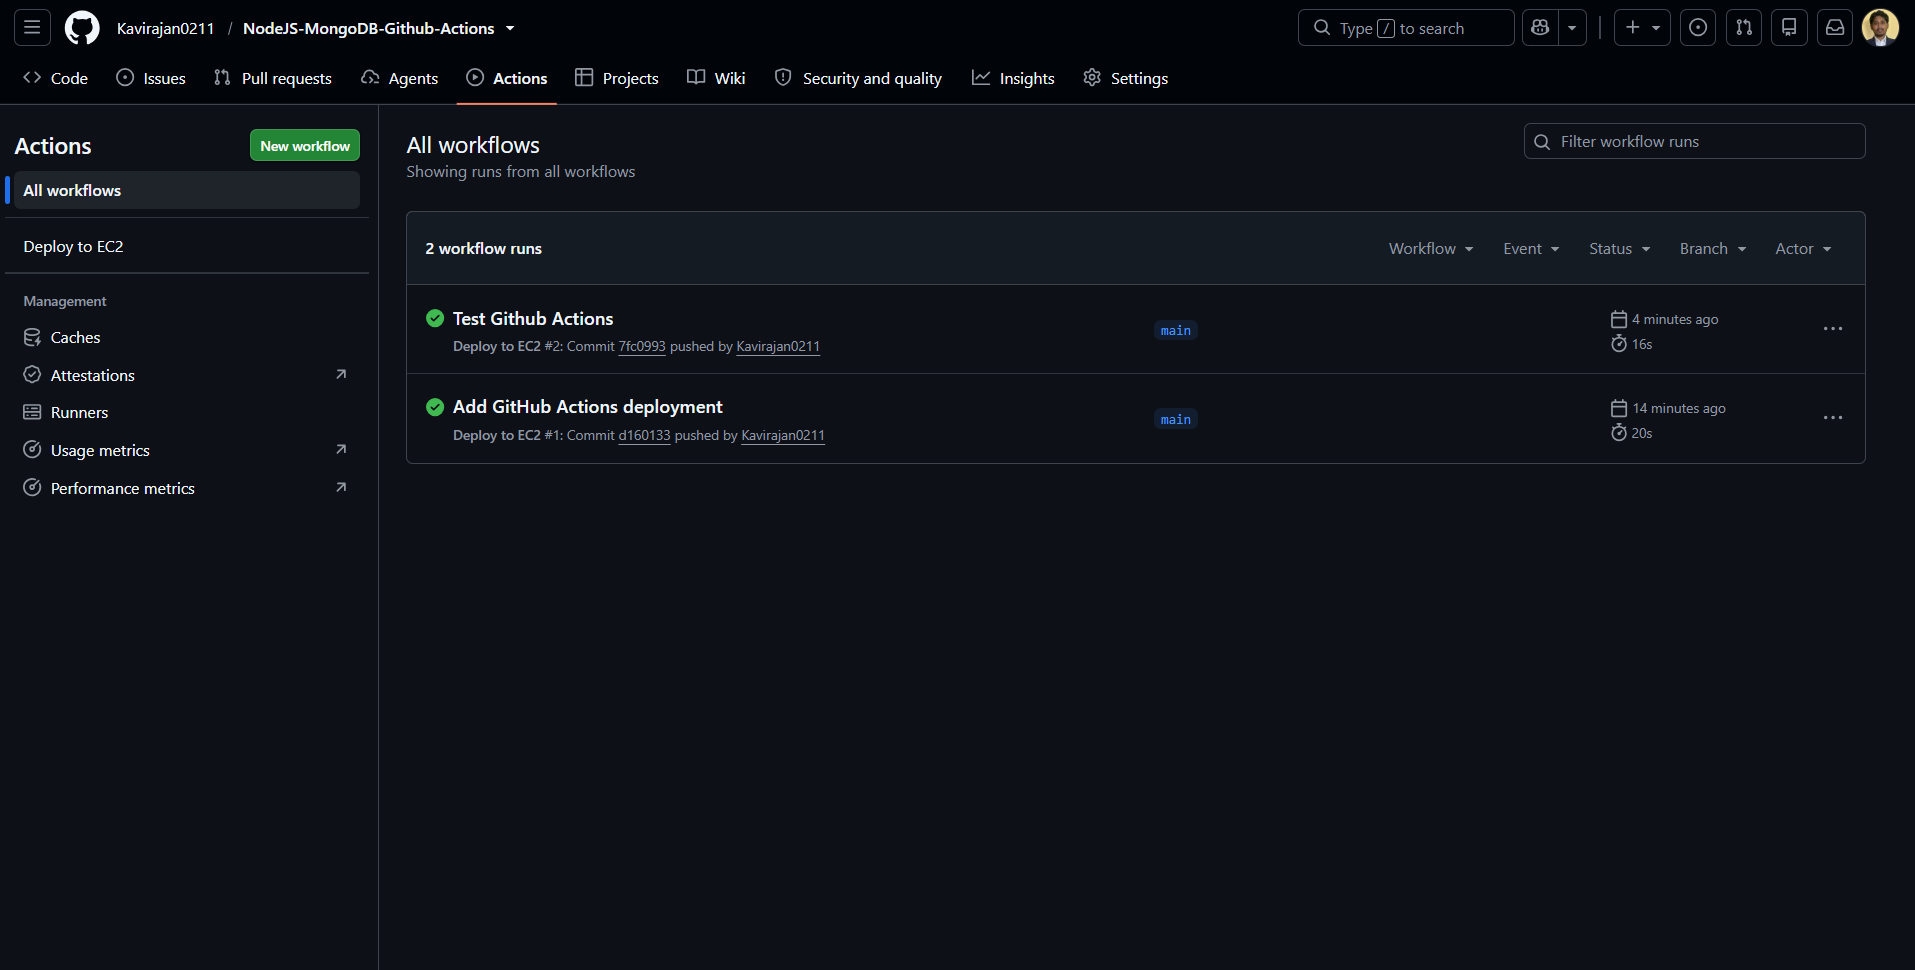 Kavirajan0211 / NodeJS-MongoDB-Github-Actions
Type / to search
Code
Issues
Pull requests
Agents
Actions
Projects
Wiki
Security and quality
Insights
Settings
Actions
New workflow
All workflows
Deploy to EC2
Management
Caches
Attestations
Runners
Usage metrics
Performance metrics
All workflows
Showing runs from all workflows
Filter workflow runs
2 workflow runs
Workflow
Event
Status
Branch
Actor
Test Github Actions
Deploy to EC2 #2: Commit 7fc0993 pushed by Kavirajan0211
main
4 minutes ago
16s
Add GitHub Actions deployment
Deploy to EC2 #1: Commit d160133 pushed by Kavirajan0211
main
14 minutes ago
20s